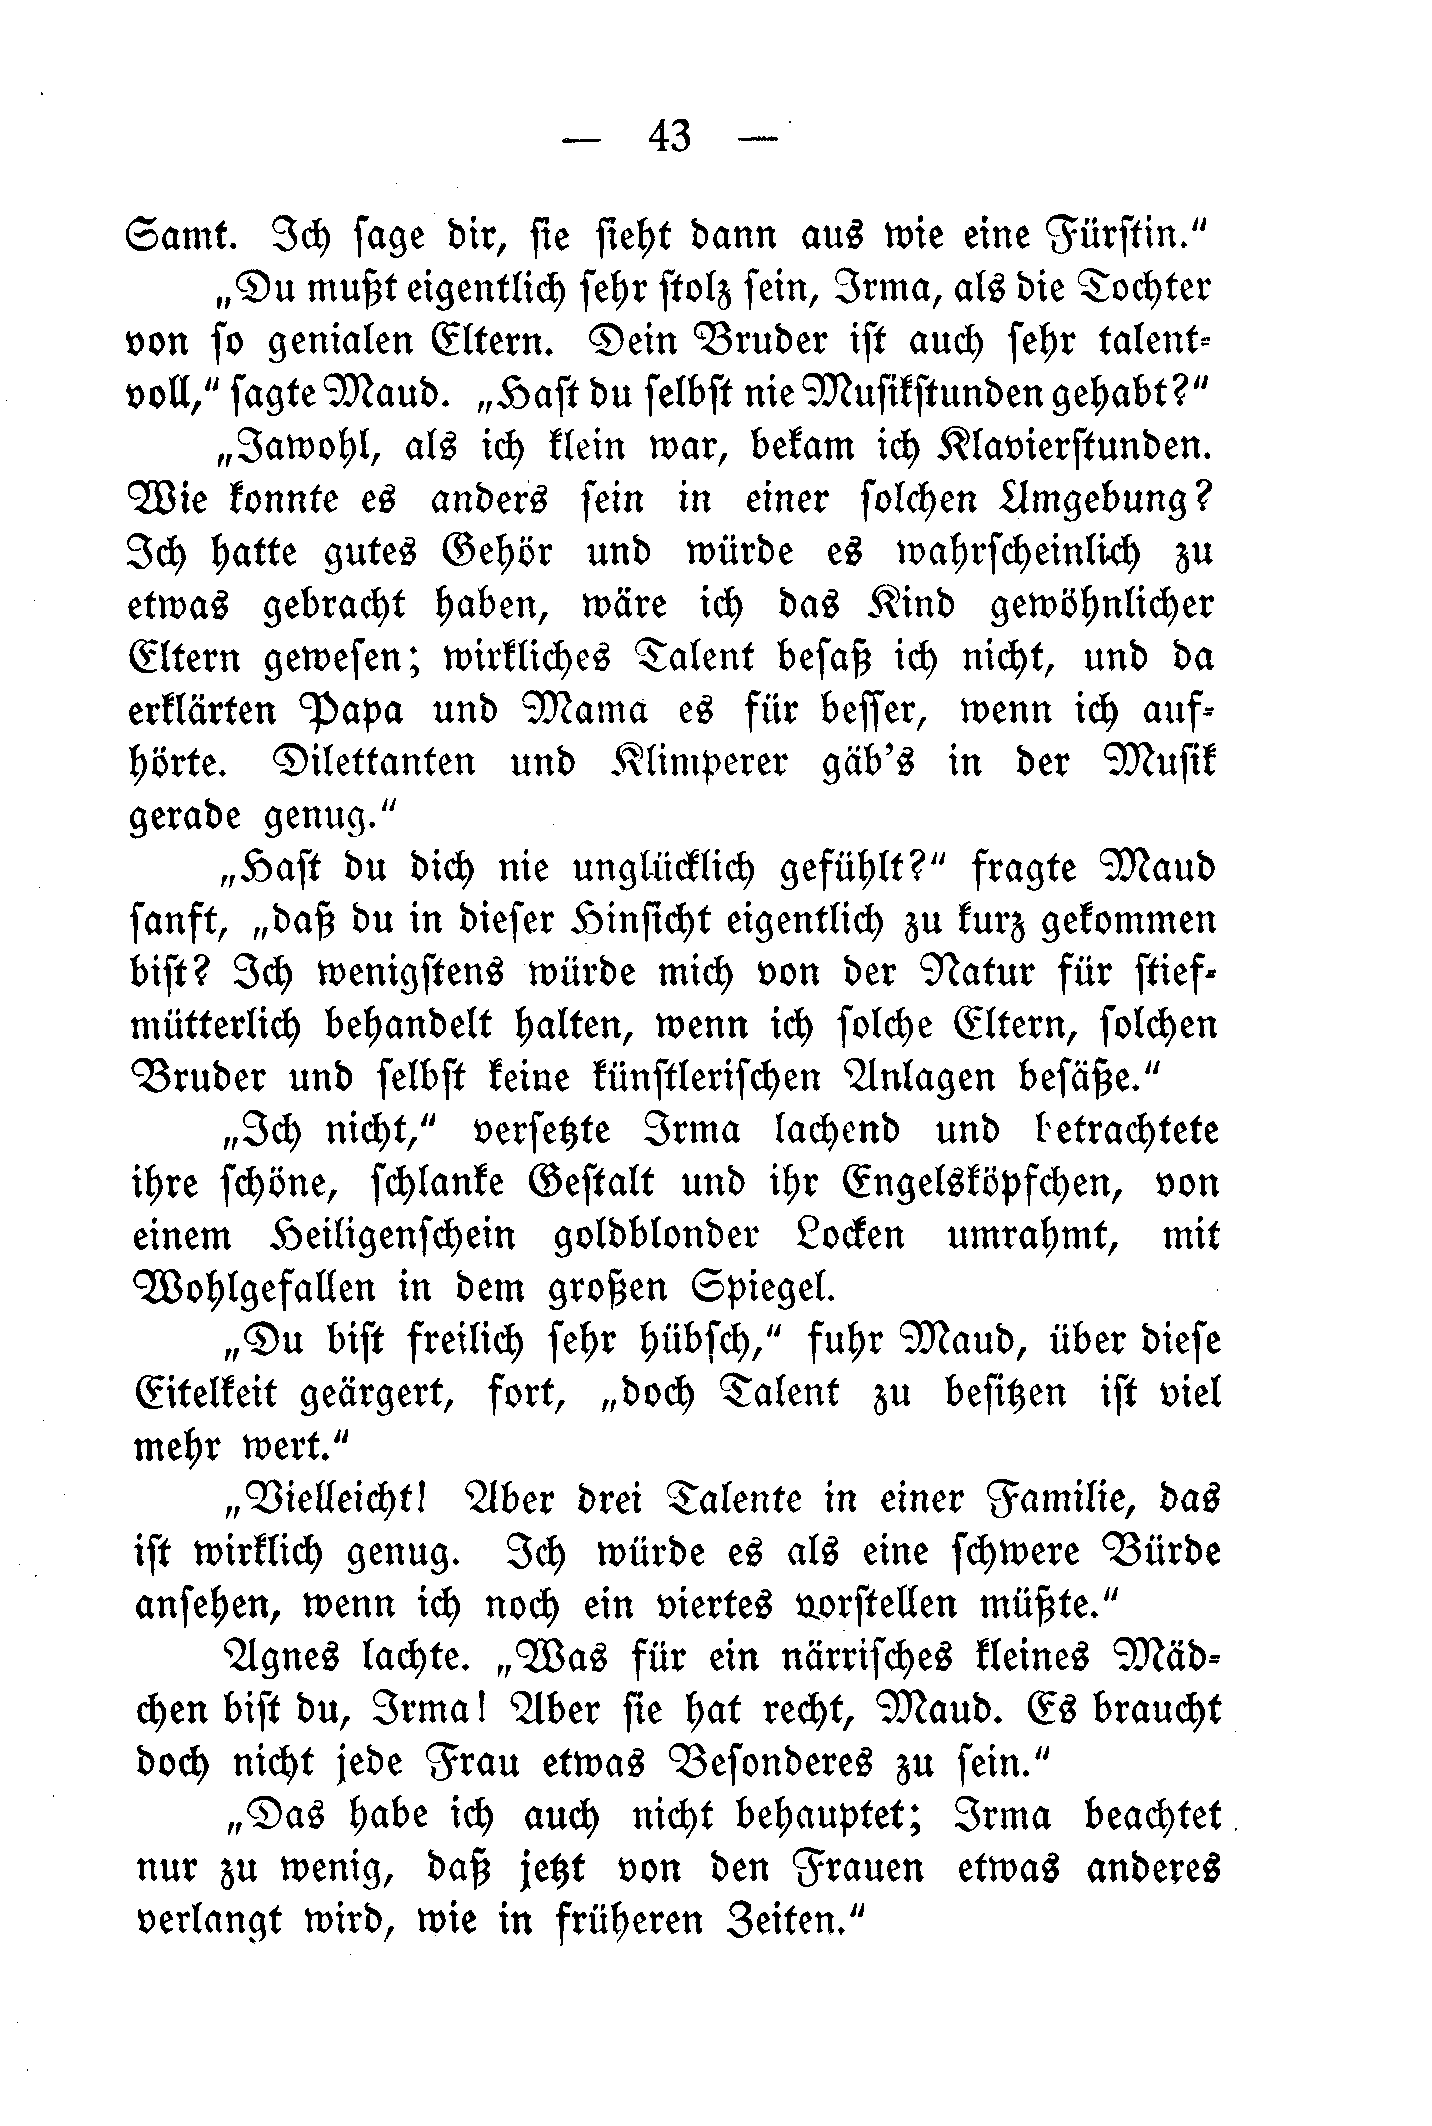 — 43 —
Samt. Ich sage dir, sie sieht dann aus wie eine Fürstin.“
„Du mußt eigentlich sehr stolz sein, Irma, als die Tochter
von so genialen Eltern. Dein Bruder ist auch sehr talent-
voll,“ sagte Maud. „Hast du selbst nie Musikstunden gehabt?“
„Jawohl, als ich klein war, bekam ich Klavierstunden.
Wie konnte es anders sein in einer solchen Umgebung?
Ich hatte gutes Gehör und würde es wahrscheinlich zu
etwas gebracht haben, wäre ich das Kind gewöhnlicher
Eltern gewesen; wirkliches Talent besaß ich nicht, und da
erklärten Papa und Mama es für besser, wenn ich auf-
hörte. Dilettanten und Klimperer gäb’s in der Musik
gerade genug.“
„Hast du dich nie unglücklich gefühlt?“ fragte Maud
sanft, „daß du in dieser Hinsicht eigentlich zu kurz gekommen
bist? Ich wenigstens würde mich von der Natur für stief-
mütterlich behandelt halten, wenn ich solche Eltern, solchen
Bruder und selbst keine künstlerischen Anlagen besäße.“
„Ich nicht,“ versetzte Irma lachend und betrachtete
ihre schöne, schlanke Gestalt und ihr Engelsköpfchen, von
einem Heiligenschein goldblonder Locken umrahmt, mit
Wohlgefallen in dem großen Spiegel.
„Du bist freilich sehr hübsch,“ fuhr Maud, über diese
Eitelkeit geärgert, fort, „doch Talent zu besitzen ist viel
mehr wert.“
„Vielleicht! Aber drei Talente in einer Familie, das
ist wirklich genug. Ich würde es als eine schwere Bürde
ansehen, wenn ich noch ein viertes vorstellen müßte.“
Agnes lachte. „Was für ein närrisches kleines Mäd-
chen bist du, Irma! Aber sie hat recht, Maud. Es braucht
doch nicht jede Frau etwas Besonderes zu sein.“
„Das habe ich auch nicht behauptet; Irma beachtet
nur zu wenig, daß jetzt von den Frauen etwas anderes
verlangt wird, wie in früheren Zeiten.“